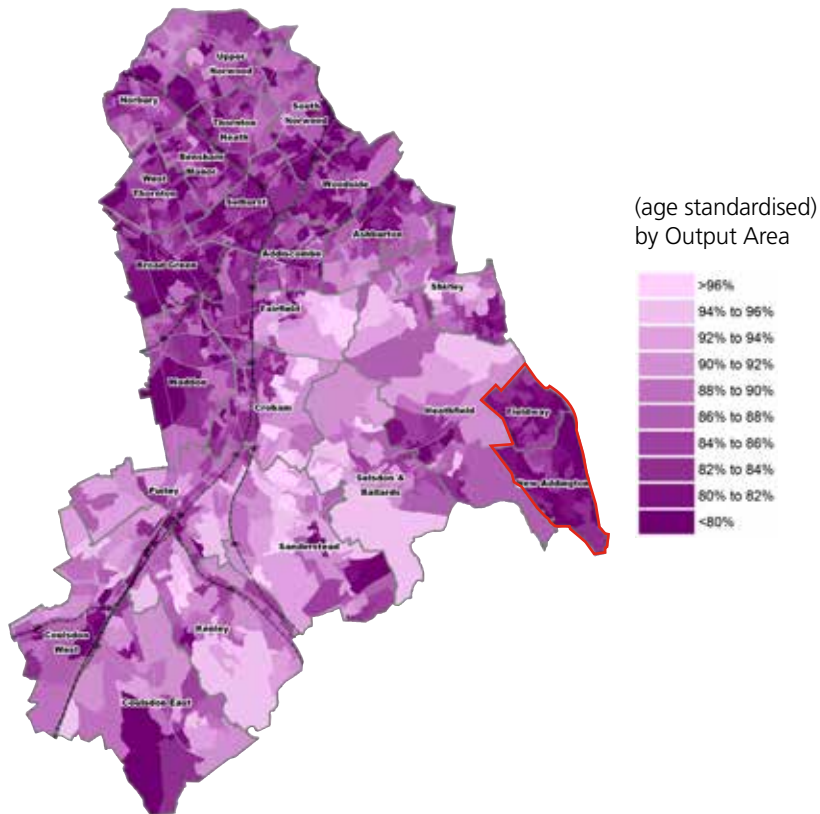 Upper
Norwood
Norbury
South
Norwood
Thornton
Heath
Bensham
Manor
West
Thornton
Woodside
Selhurst
Ashburton
Addiscombe
Broad Green
Shirley
Fairfield
Waddon
Croham
Heathfield
Fieldway
Selsdon &
Ballards
New Addington
Purley
Sanderstead
Coulsdon
West
Kenley
Coulsdon East
(age standardised)
by Output Area
>96%
94% to 96%
92% to 94%
90% to 92%
88% to 90%
86% to 88%
84% to 86%
82% to 84%
80% to 82%
<80%